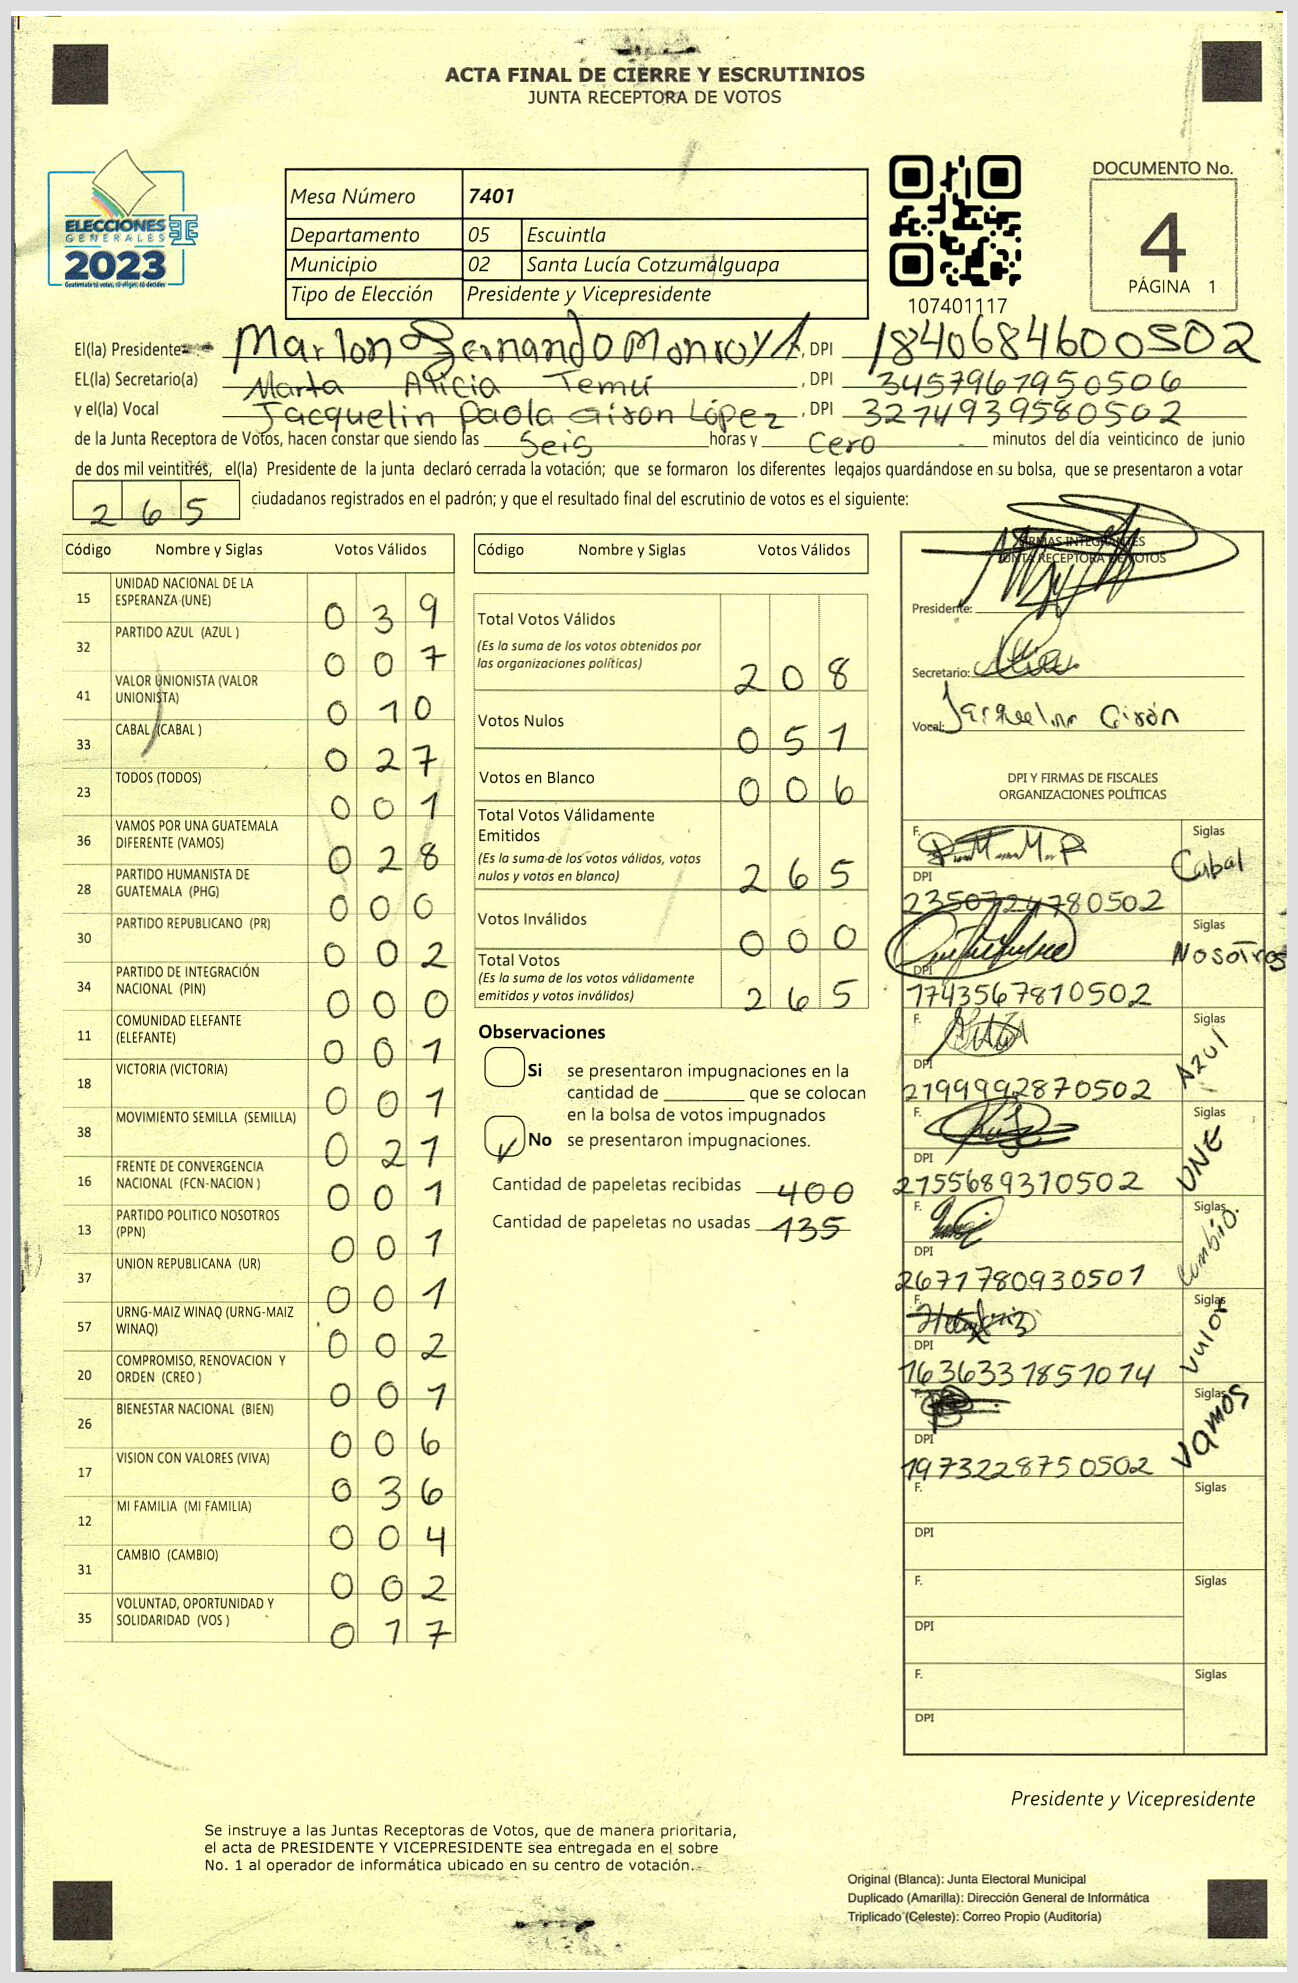 ACTA FINAL DE CIERRE Y ESCRUTINIOS
JUNTA RECEPTORA DE VOTOS
ELECCIONES
GENERALES
2023
Guatemala tú votas, tú eliges, tú decides
Mesa Número 7401
Departamento 05 Escuintla
Municipio 02 Santa Lucía Cotzumalguapa
Tipo de Elección Presidente y Vicepresidente
107401117
DOCUMENTO No.
4
PÁGINA 1
El(la) Presidente Marlon Fernando Monroy A, DPI 1840684600502
EL(la) Secretario(a) Marta Alicia Temú, DPI 3457967950506
y el(la) Vocal Jacquelin Paola Giron López, DPI 3274939580502
de la Junta Receptora de Votos, hacen constar que siendo las Seis horas y Cero minutos del día veinticinco de junio
de dos mil veintitrés, el(la) Presidente de la junta declaró cerrada la votación; que se formaron los diferentes legajos guardándose en su bolsa, que se presentaron a votar
265 ciudadanos registrados en el padrón; y que el resultado final del escrutinio de votos es el siguiente:
Código Nombre y Siglas Votos Válidos
15 UNIDAD NACIONAL DE LA ESPERANZA (UNE) 039
32 PARTIDO AZUL (AZUL ) 007
41 VALOR UNIONISTA (VALOR UNIONISTA) 010
33 CABAL (CABAL ) 027
23 TODOS (TODOS) 001
36 VAMOS POR UNA GUATEMALA DIFERENTE (VAMOS) 028
28 PARTIDO HUMANISTA DE GUATEMALA (PHG) 000
30 PARTIDO REPUBLICANO (PR) 002
34 PARTIDO DE INTEGRACIÓN NACIONAL (PIN) 000
11 COMUNIDAD ELEFANTE (ELEFANTE) 001
18 VICTORIA (VICTORIA) 001
38 MOVIMIENTO SEMILLA (SEMILLA) 021
16 FRENTE DE CONVERGENCIA NACIONAL (FCN-NACION ) 001
13 PARTIDO POLITICO NOSOTROS (PPN) 001
37 UNION REPUBLICANA (UR) 001
57 URNG-MAIZ WINAQ (URNG-MAIZ WINAQ) 002
20 COMPROMISO, RENOVACION Y ORDEN (CREO ) 001
26 BIENESTAR NACIONAL (BIEN) 006
17 VISION CON VALORES (VIVA) 036
12 MI FAMILIA (MI FAMILIA) 004
31 CAMBIO (CAMBIO) 002
35 VOLUNTAD, OPORTUNIDAD Y SOLIDARIDAD (VOS ) 017
Código Nombre y Siglas Votos Válidos
Total Votos Válidos
(Es la suma de los votos obtenidos por
las organizaciones políticas) 208
Votos Nulos 051
Votos en Blanco 006
Total Votos Válidamente
Emitidos
(Es la suma de los votos válidos, votos
nulos y votos en blanco) 265
Votos Inválidos 000
Total Votos
(Es la suma de los votos válidamente
emitidos y votos inválidos) 265
Observaciones
Si se presentaron impugnaciones en la
cantidad de ________ que se colocan
en la bolsa de votos impugnados
No se presentaron impugnaciones.
Cantidad de papeletas recibidas 400
Cantidad de papeletas no usadas 135
FIRMAS INTEGRANTES
JUNTA RECEPTORA DE VOTOS
Presidente:
Secretario:
Vocal: Jacquelin Girón
DPI Y FIRMAS DE FISCALES
ORGANIZACIONES POLÍTICAS
F. Siglas Cabal
DPI
2350724780502
Siglas Nosotros
DPI
1743567810502
F. Siglas Azul
DPI
2199992870502
F. Siglas UNE
DPI
2155689310502
F. Siglas Cambio.
DPI
2671780930501
F. Siglas Valor
DPI
1636331851014
F. Siglas Vamos
DPI
1973228750502
F. Siglas
DPI
F. Siglas
DPI
F. Siglas
DPI
Presidente y Vicepresidente
Se instruye a las Juntas Receptoras de Votos, que de manera prioritaria,
el acta de PRESIDENTE Y VICEPRESIDENTE sea entregada en el sobre
No. 1 al operador de informática ubicado en su centro de votación.
Original (Blanca): Junta Electoral Municipal
Duplicado (Amarilla): Dirección General de Informática
Triplicado (Celeste): Correo Propio (Auditoría)